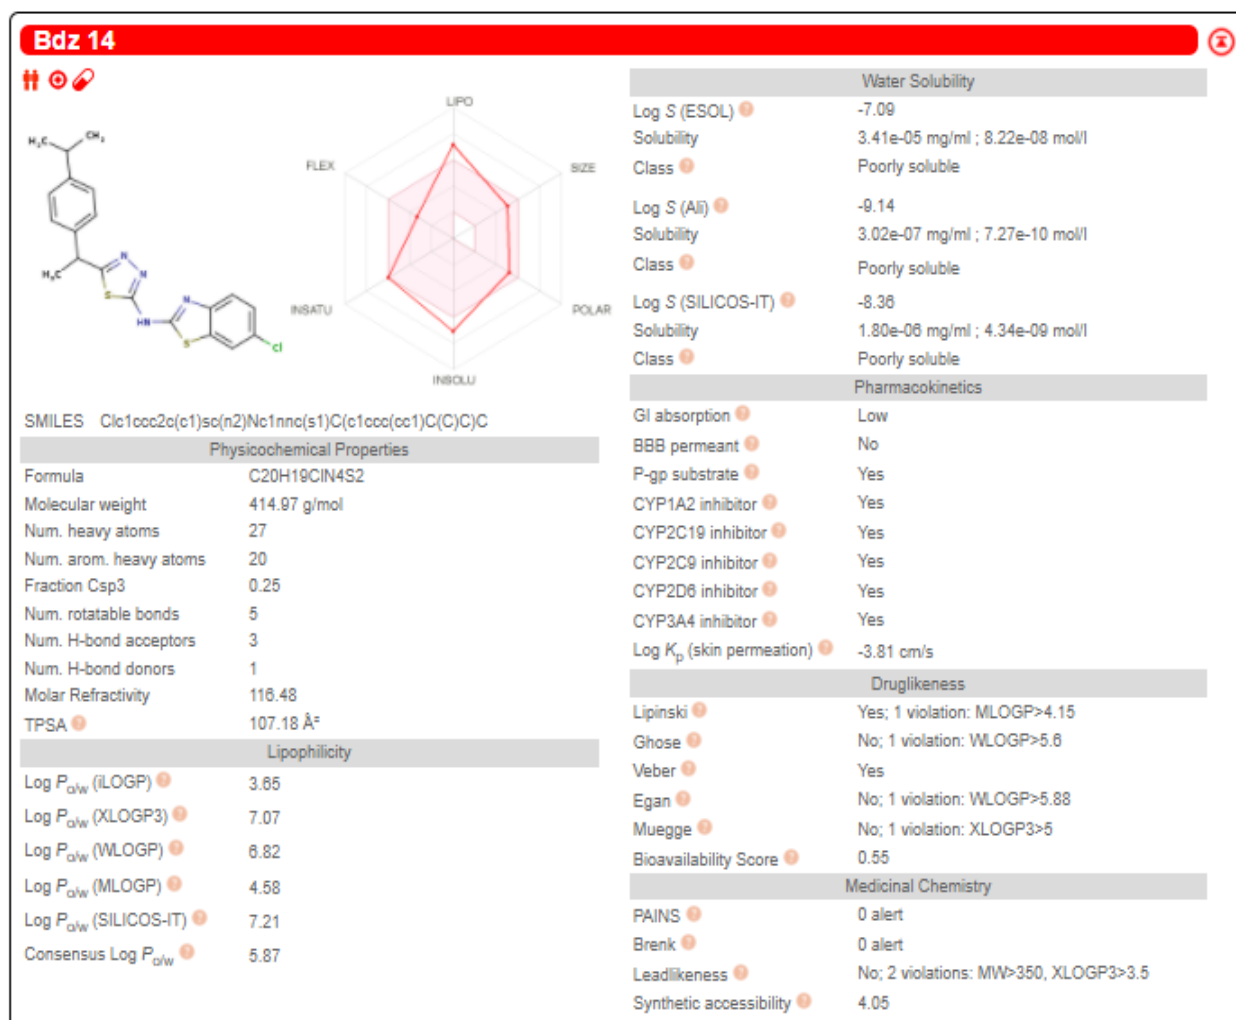 Bdz 14
LIPO
SIZE
POLAR
INSOLU
INSATU
FLEX
H₃C
CH₃
H₃C
N
N
S
HN
N
S
Cl
SMILES Clc1ccc2c(c1)sc(n2)Nc1nnc(s1)C(c1ccc(cc1)C(C)C)C
Physicochemical Properties
Formula C20H19ClN4S2
Molecular weight 414.97 g/mol
Num. heavy atoms 27
Num. arom. heavy atoms 20
Fraction Csp3 0.25
Num. rotatable bonds 5
Num. H-bond acceptors 3
Num. H-bond donors 1
Molar Refractivity 116.48
TPSA ? 107.18 Å²
Lipophilicity
Log Po/w (iLOGP) ? 3.65
Log Po/w (XLOGP3) ? 7.07
Log Po/w (WLOGP) ? 6.82
Log Po/w (MLOGP) ? 4.58
Log Po/w (SILICOS-IT) ? 7.21
Consensus Log Po/w ? 5.87
Water Solubility
Log S (ESOL) ? -7.09
Solubility 3.41e-05 mg/ml ; 8.22e-08 mol/l
Class ? Poorly soluble
Log S (Ali) ? -9.14
Solubility 3.02e-07 mg/ml ; 7.27e-10 mol/l
Class ? Poorly soluble
Log S (SILICOS-IT) ? -8.36
Solubility 1.80e-06 mg/ml ; 4.34e-09 mol/l
Class ? Poorly soluble
Pharmacokinetics
GI absorption ? Low
BBB permeant ? No
P-gp substrate ? Yes
CYP1A2 inhibitor ? Yes
CYP2C19 inhibitor ? Yes
CYP2C9 inhibitor ? Yes
CYP2D6 inhibitor ? Yes
CYP3A4 inhibitor ? Yes
Log Kp (skin permeation) ? -3.81 cm/s
Druglikeness
Lipinski ? Yes; 1 violation: MLOGP>4.15
Ghose ? No; 1 violation: WLOGP>5.6
Veber ? Yes
Egan ? No; 1 violation: WLOGP>5.88
Muegge ? No; 1 violation: XLOGP3>5
Bioavailability Score ? 0.55
Medicinal Chemistry
PAINS ? 0 alert
Brenk ? 0 alert
Leadlikeness ? No; 2 violations: MW>350, XLOGP3>3.5
Synthetic accessibility ? 4.05